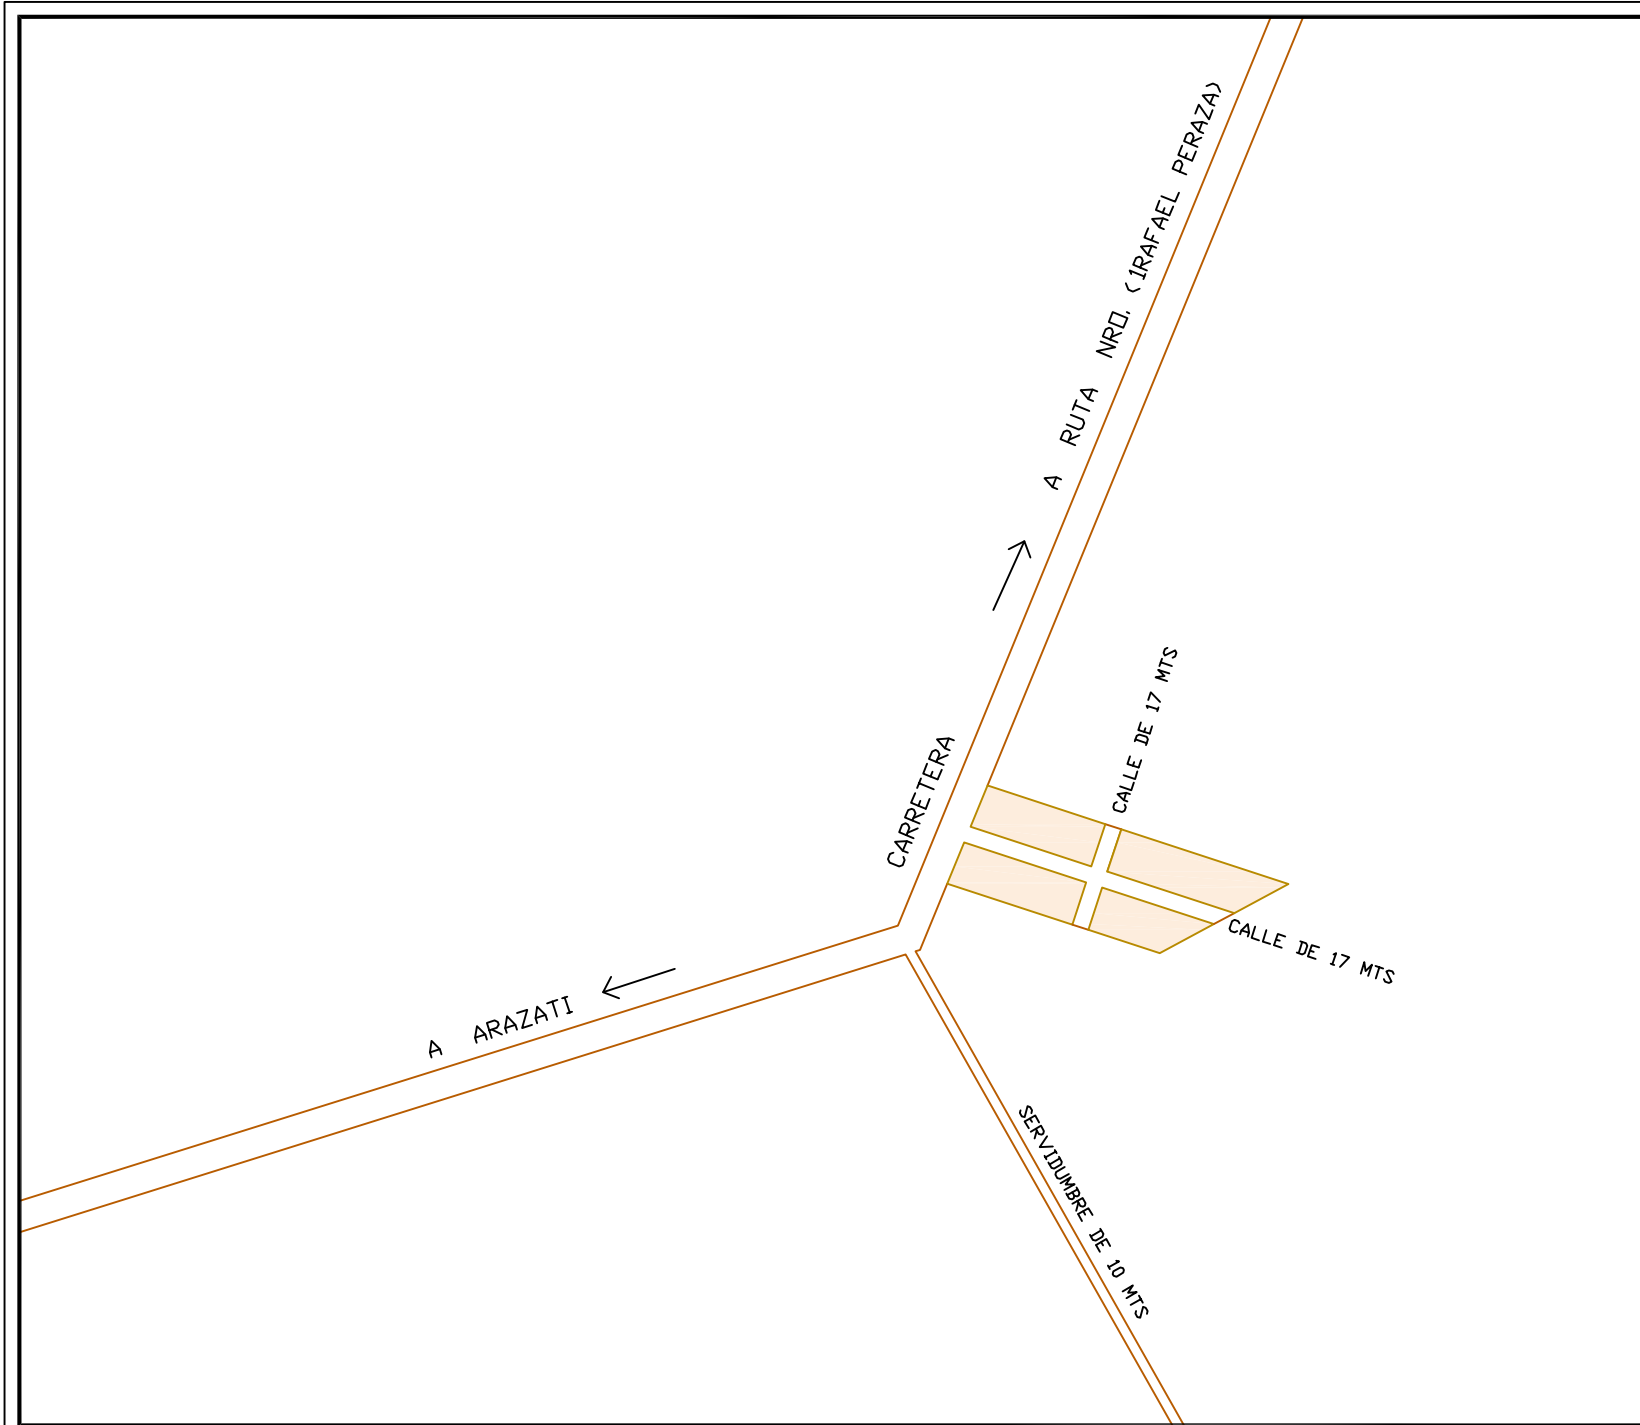 A RUTA NRO. (1RAFAEL PERAZA)
CALLE DE 17 MTS
CARRETERA
CALLE DE 17 MTS
A ARAZATI
SERVIDUMBRE DE 10 MTS